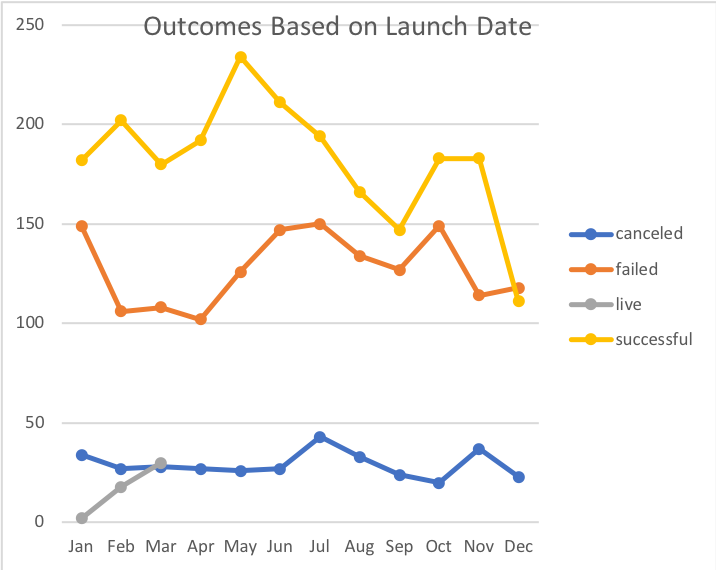 Outcomes Based on Launch Date
250
200
150
100
50
0
Jan Feb Mar Apr May Jun Jul Aug Sep Oct Nov Dec
canceled
failed
live
successful